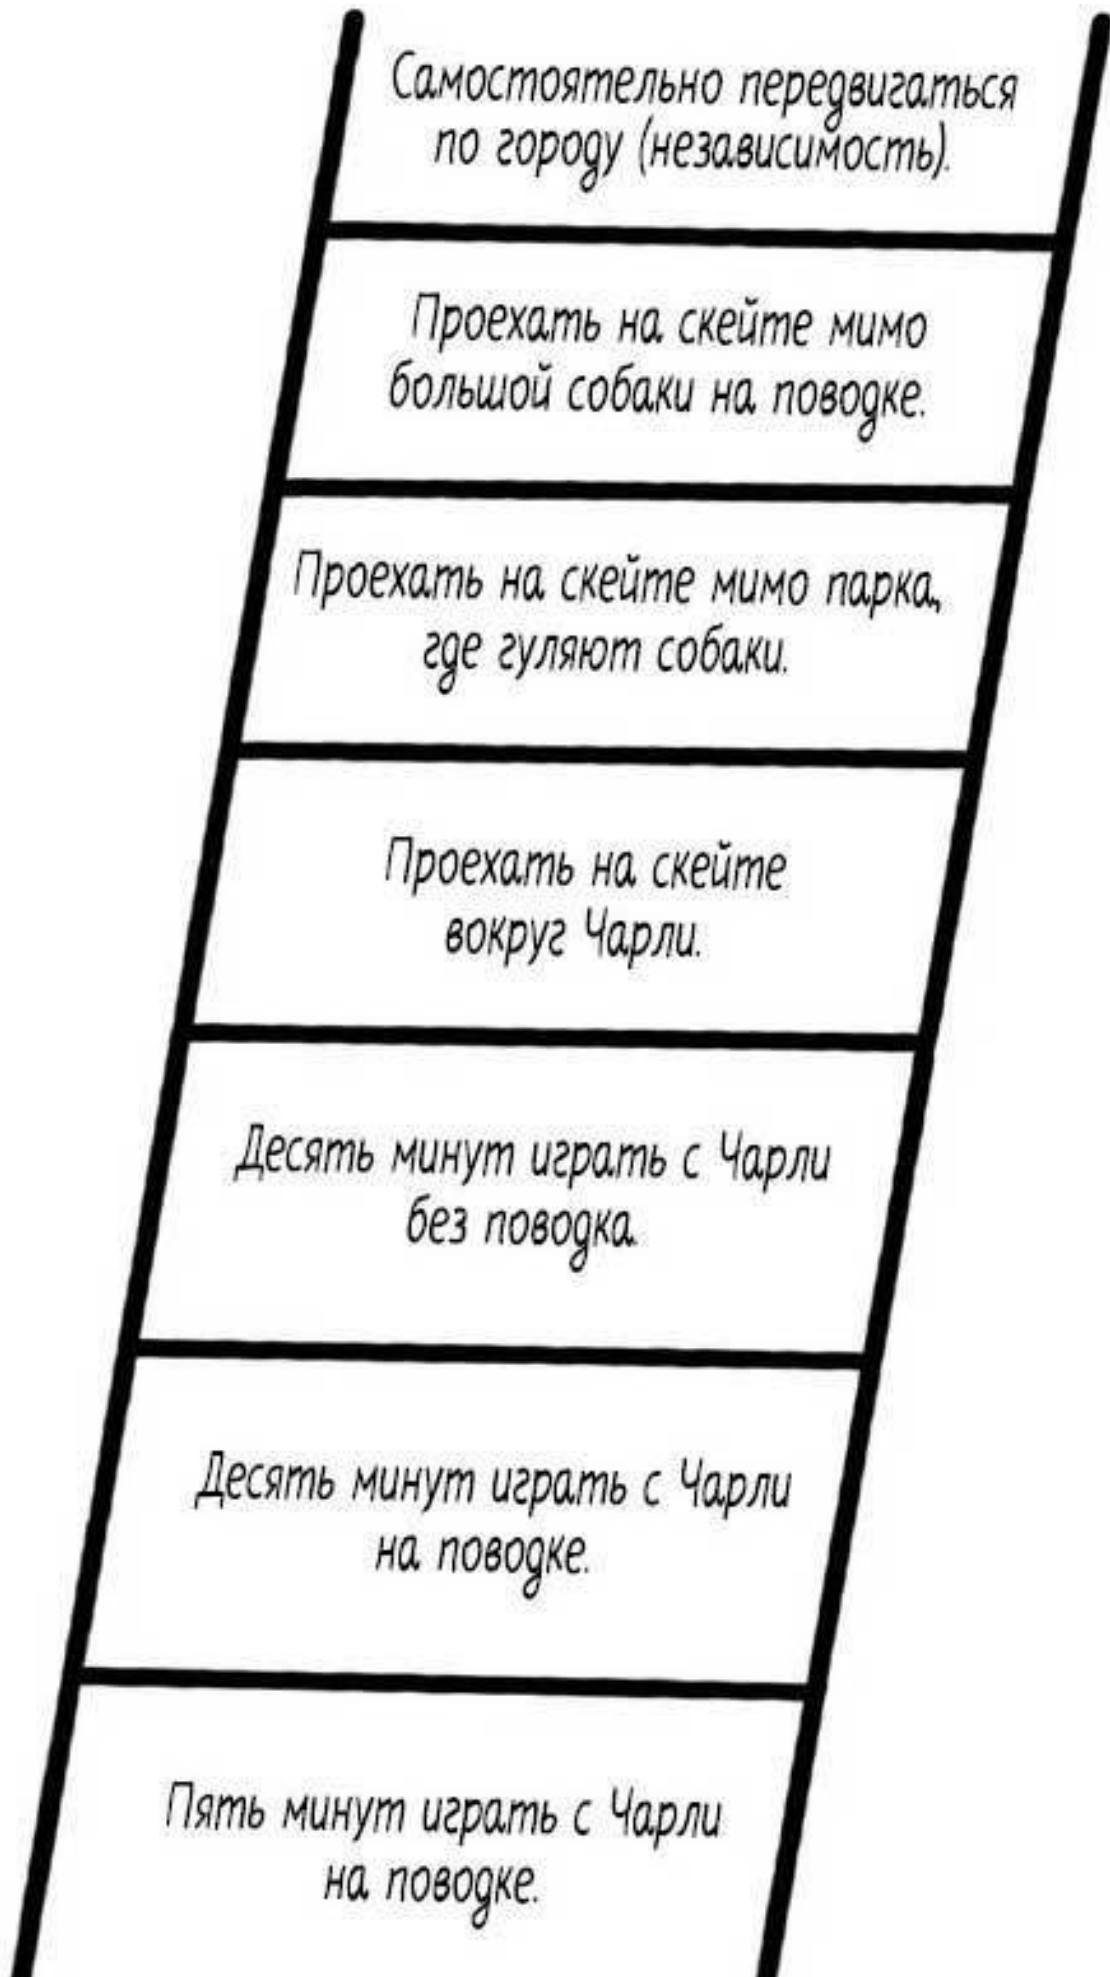 Самостоятельно передвигаться
по городу (независимость).
Проехать на скейте мимо
большой собаки на поводке.
Проехать на скейте мимо парка,
где гуляют собаки.
Проехать на скейте
вокруг Чарли.
Десять минут играть с Чарли
без поводка.
Десять минут играть с Чарли
на поводке.
Пять минут играть с Чарли
на поводке.